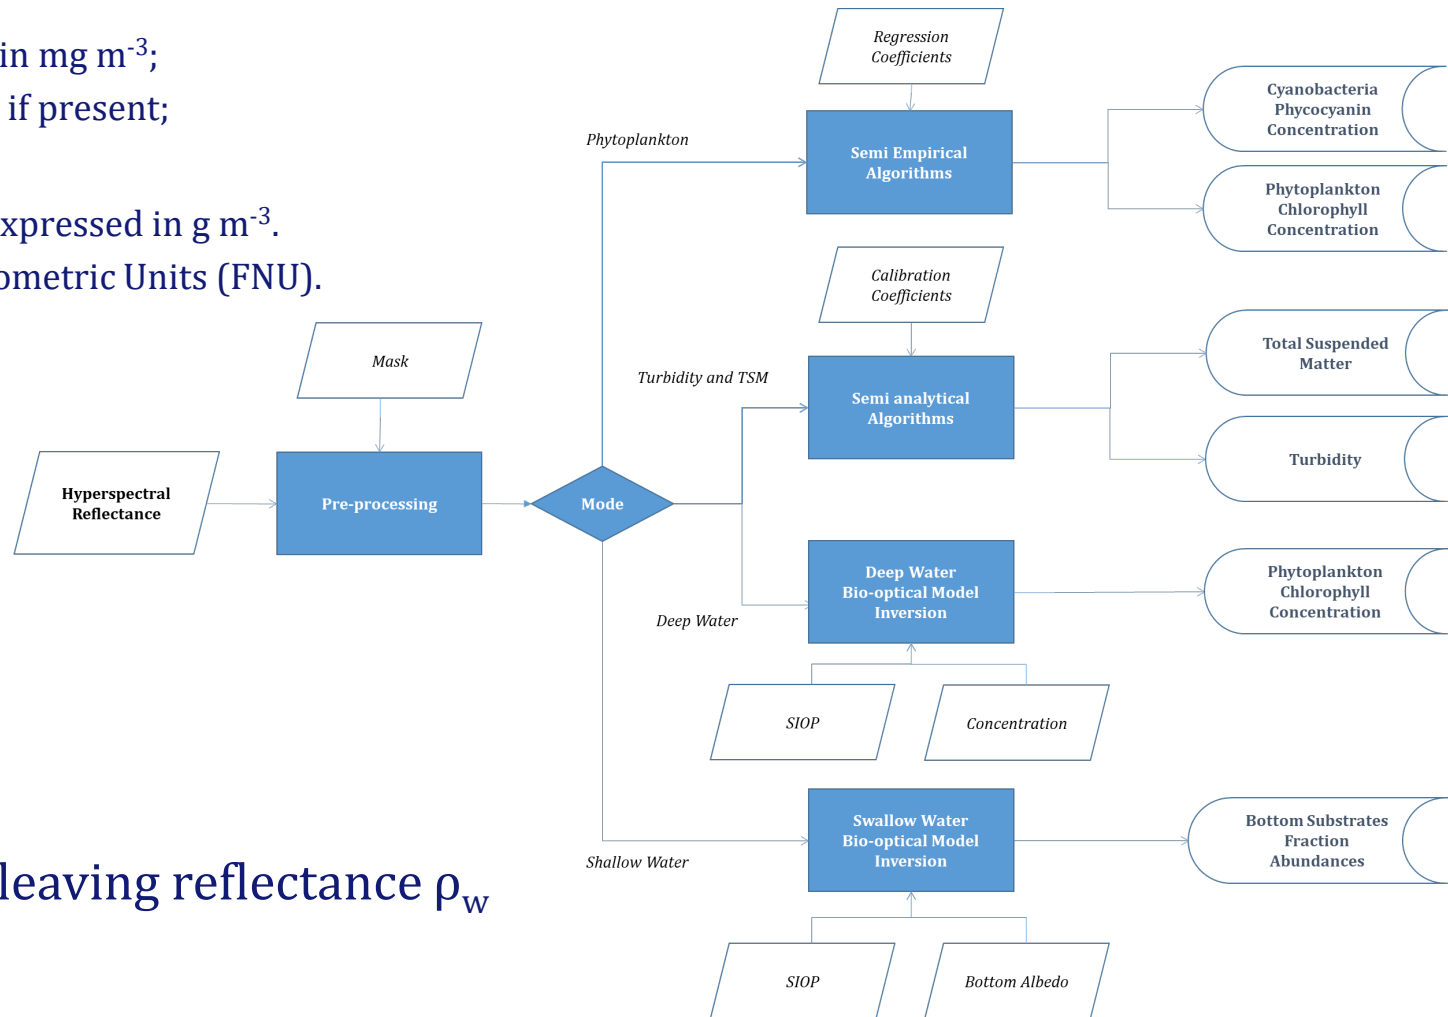 in mg m-3;
if present;
expressed in g m-3.
ometric Units (FNU).
Regression
Coefficients
Phytoplankton
Semi Empirical
Algorithms
Cyanobacteria
Phycocyanin
Concentration
Phytoplankton
Chlorophyll
Concentration
Calibration
Coefficients
Mask
Turbidity and TSM
Semi analytical
Algorithms
Total Suspended
Matter
Turbidity
Hyperspectral
Reflectance
Pre-processing
Mode
Deep Water
Bio-optical Model
Inversion
Deep Water
Phytoplankton
Chlorophyll
Concentration
SIOP
Concentration
Swallow Water
Bio-optical Model
Inversion
Shallow Water
Bottom Substrates
Fraction
Abundances
leaving reflectance ρw
SIOP
Bottom Albedo